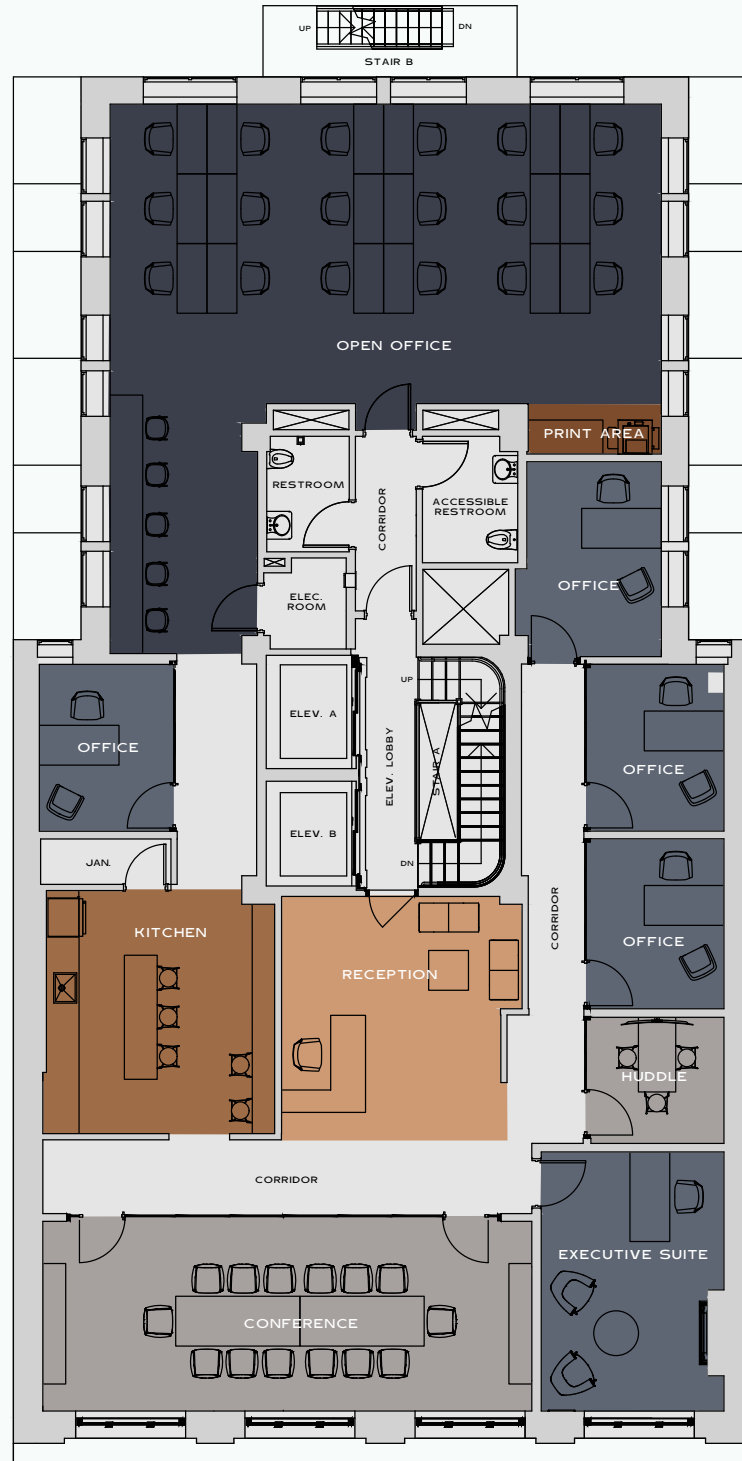 UP
DN
STAIR B
OPEN OFFICE
PRINT AREA
RESTROOM
CORRIDOR
ACCESSIBLE
RESTROOM
ELEC.
ROOM
OFFICE
UP
ELEV. A
ELEV. LOBBY
STAIR A
OFFICE
OFFICE
ELEV. B
DN
JAN.
KITCHEN
RECEPTION
CORRIDOR
OFFICE
HUDDLE
CORRIDOR
EXECUTIVE SUITE
CONFERENCE